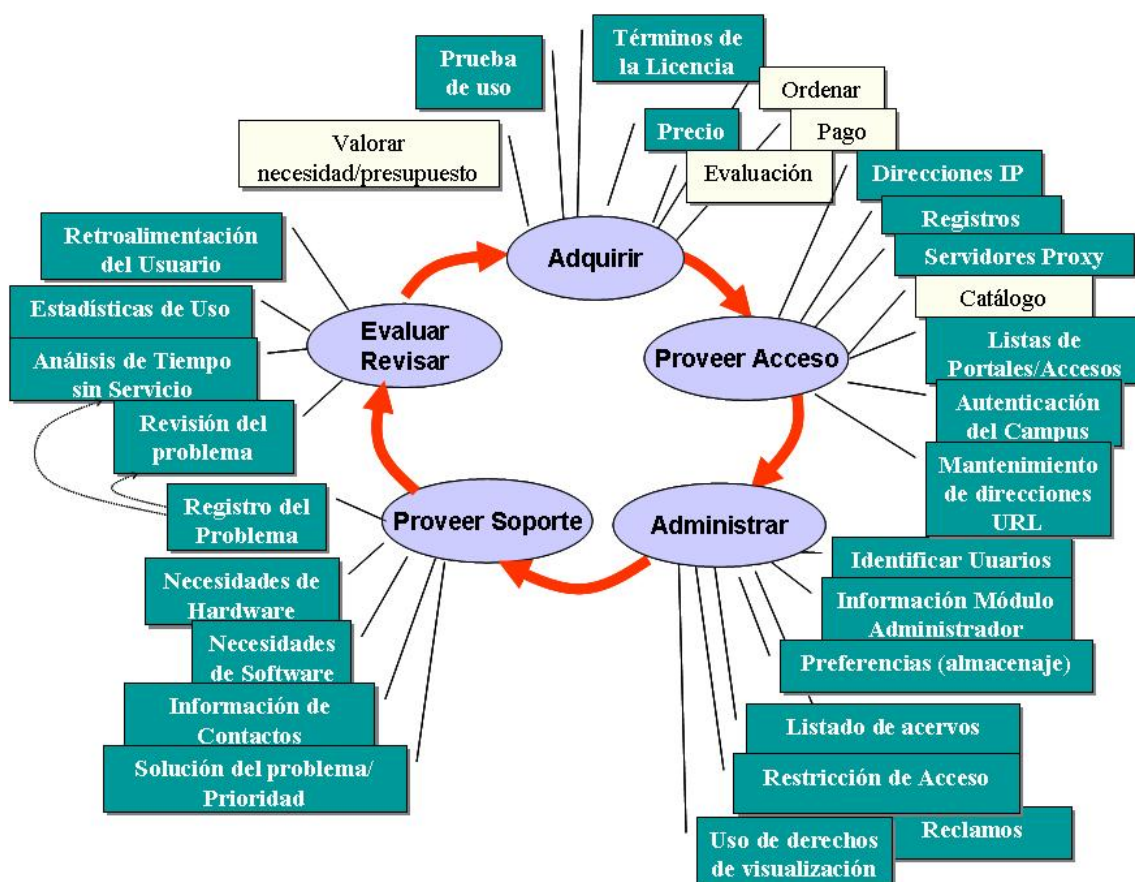 Términos de
la Licencia
Prueba
de uso
Ordenar
Precio
Pago
Valorar
necesidad/presupuesto
Evaluación
Direcciones IP
Registros
Servidores Proxy
Catálogo
Listas de
Portales/Accesos
Autenticación
del Campus
Mantenimiento
de direcciones
URL
Adquirir
Proveer Acceso
Administrar
Proveer Soporte
Evaluar
Revisar
Retroalimentación
del Usuario
Estadísticas de Uso
Análisis de Tiempo
sin Servicio
Revisión del
problema
Registro del
Problema
Necesidades de
Hardware
Necesidades
de Software
Información de
Contactos
Solución del problema/
Prioridad
Identificar Uuarios
Información Módulo
Administrador
Preferencias (almacenaje)
Listado de acervos
Restricción de Acceso
Reclamos
Uso de derechos
de visualización